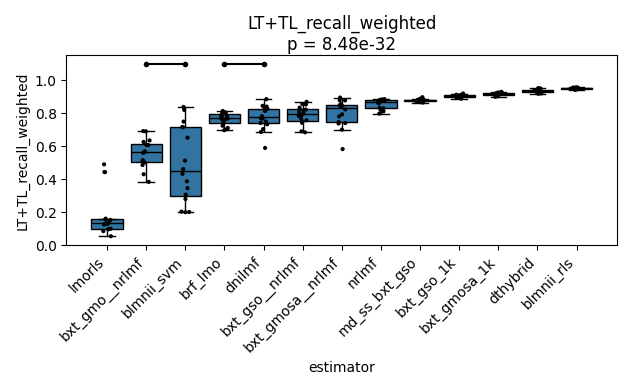 LT+TL_recall_weighted
p = 8.48e-32
LT+TL_recall_weighted
1.0
0.8
0.6
0.4
0.2
0.0
lmorls
bxt_gmo__nrlmf
blmnii_svm
brf_lmo
dnilmf
bxt_gso__nrlmf
bxt_gmosa__nrlmf
nrlmf
md_ss_bxt_gso
bxt_gso_1k
bxt_gmosa_1k
dthybrid
blmnii_rls
estimator